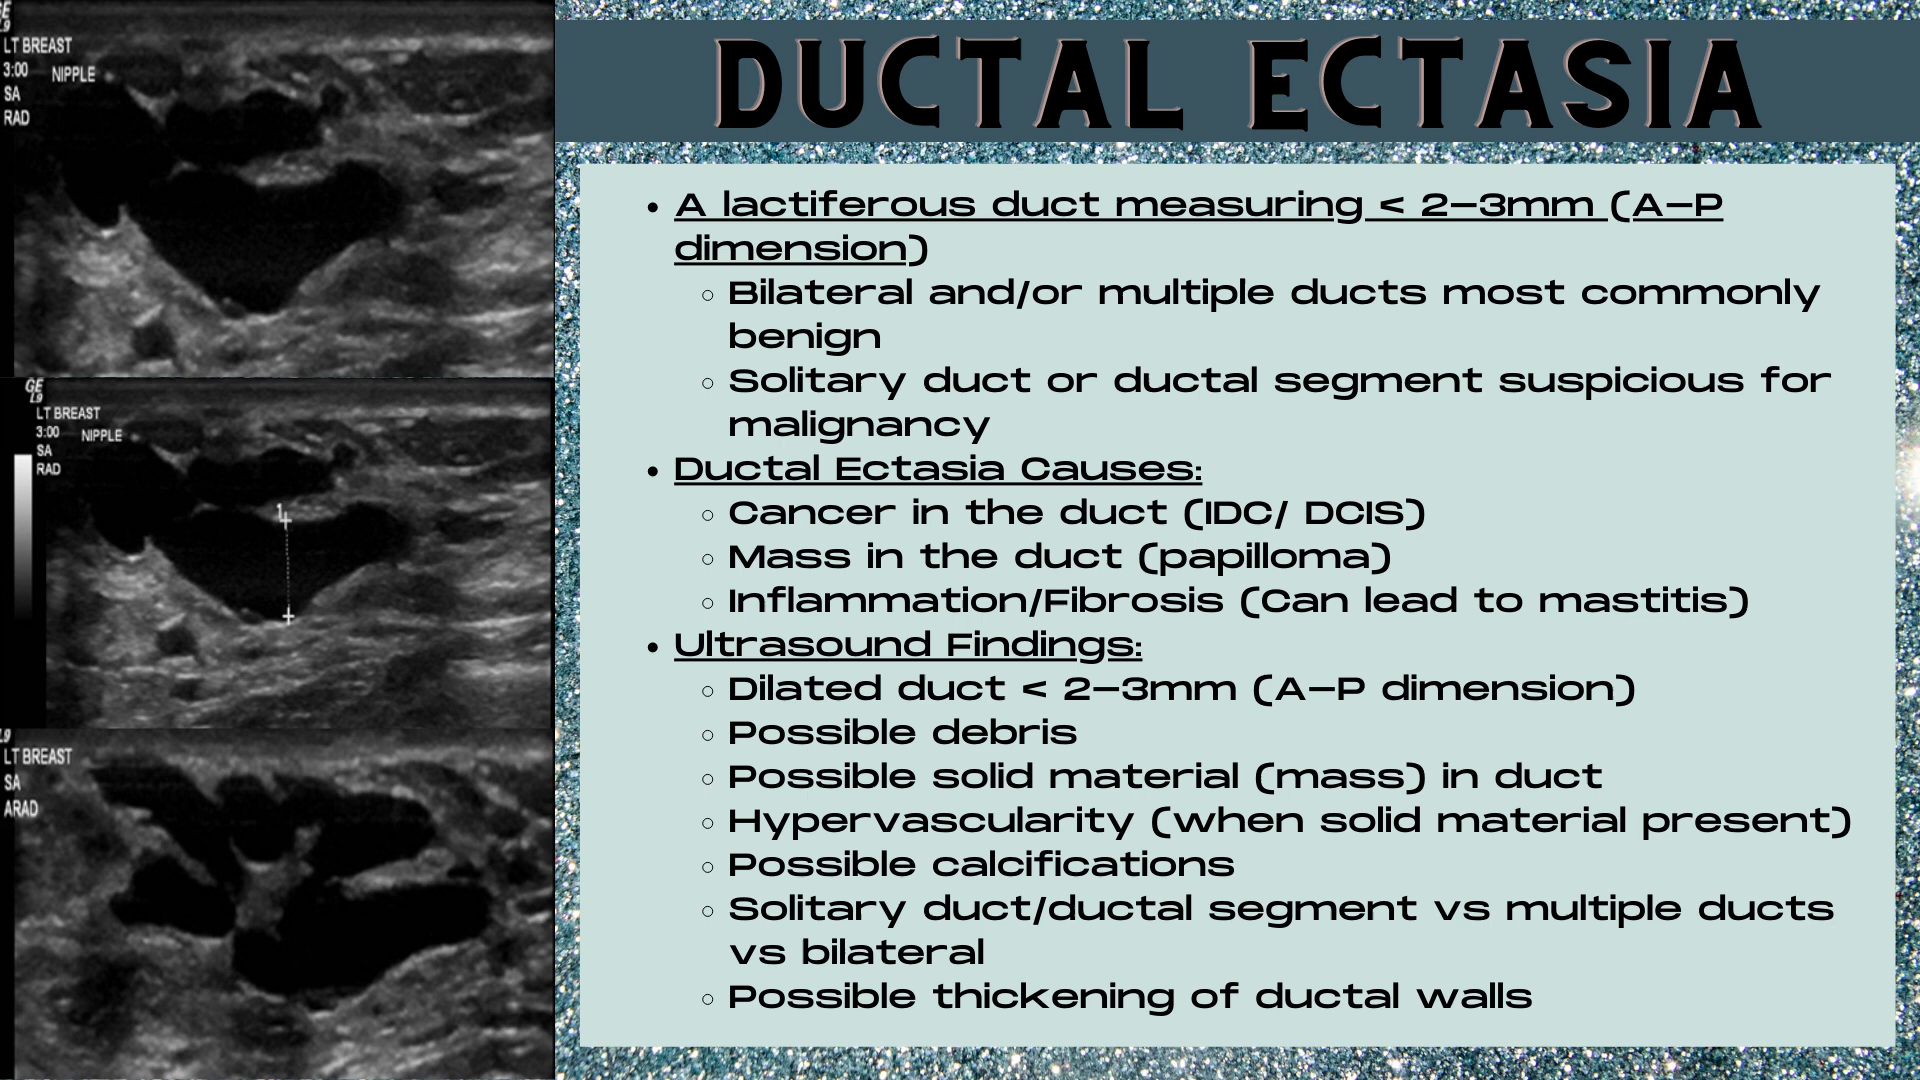 GE
L9
LT BREAST
3:00 NIPPLE
SA
RAD
GE
L9
LT BREAST
3:00 NIPPLE
SA
RAD
1
L9
LT BREAST
SA
ARAD
DUCTAL ECTASIA
• A lactiferous duct measuring < 2-3mm (A-P
dimension)
◦ Bilateral and/or multiple ducts most commonly
benign
◦ Solitary duct or ductal segment suspicious for
malignancy
• Ductal Ectasia Causes:
◦ Cancer in the duct (IDC/ DCIS)
◦ Mass in the duct (papilloma)
◦ Inflammation/Fibrosis (Can lead to mastitis)
• Ultrasound Findings:
◦ Dilated duct < 2-3mm (A-P dimension)
◦ Possible debris
◦ Possible solid material (mass) in duct
◦ Hypervascularity (when solid material present)
◦ Possible calcifications
◦ Solitary duct/ductal segment vs multiple ducts
vs bilateral
◦ Possible thickening of ductal walls